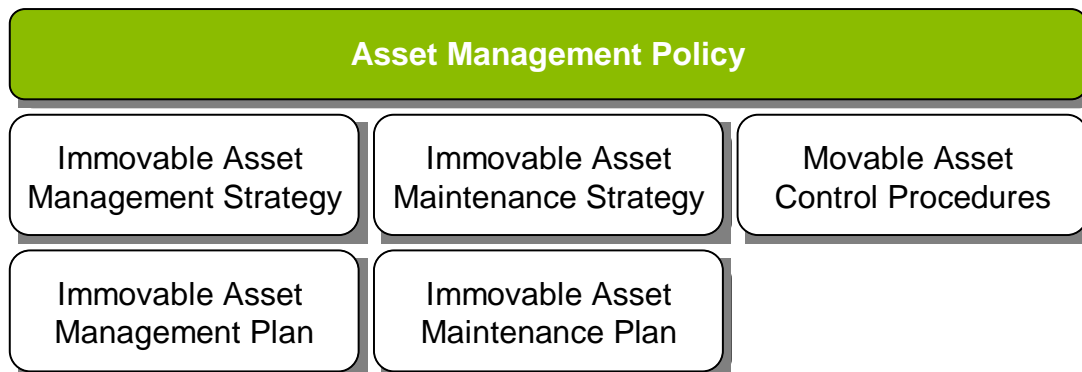 Asset Management Policy
Immovable Asset
Management Strategy
Immovable Asset
Maintenance Strategy
Movable Asset
Control Procedures
Immovable Asset
Management Plan
Immovable Asset
Maintenance Plan